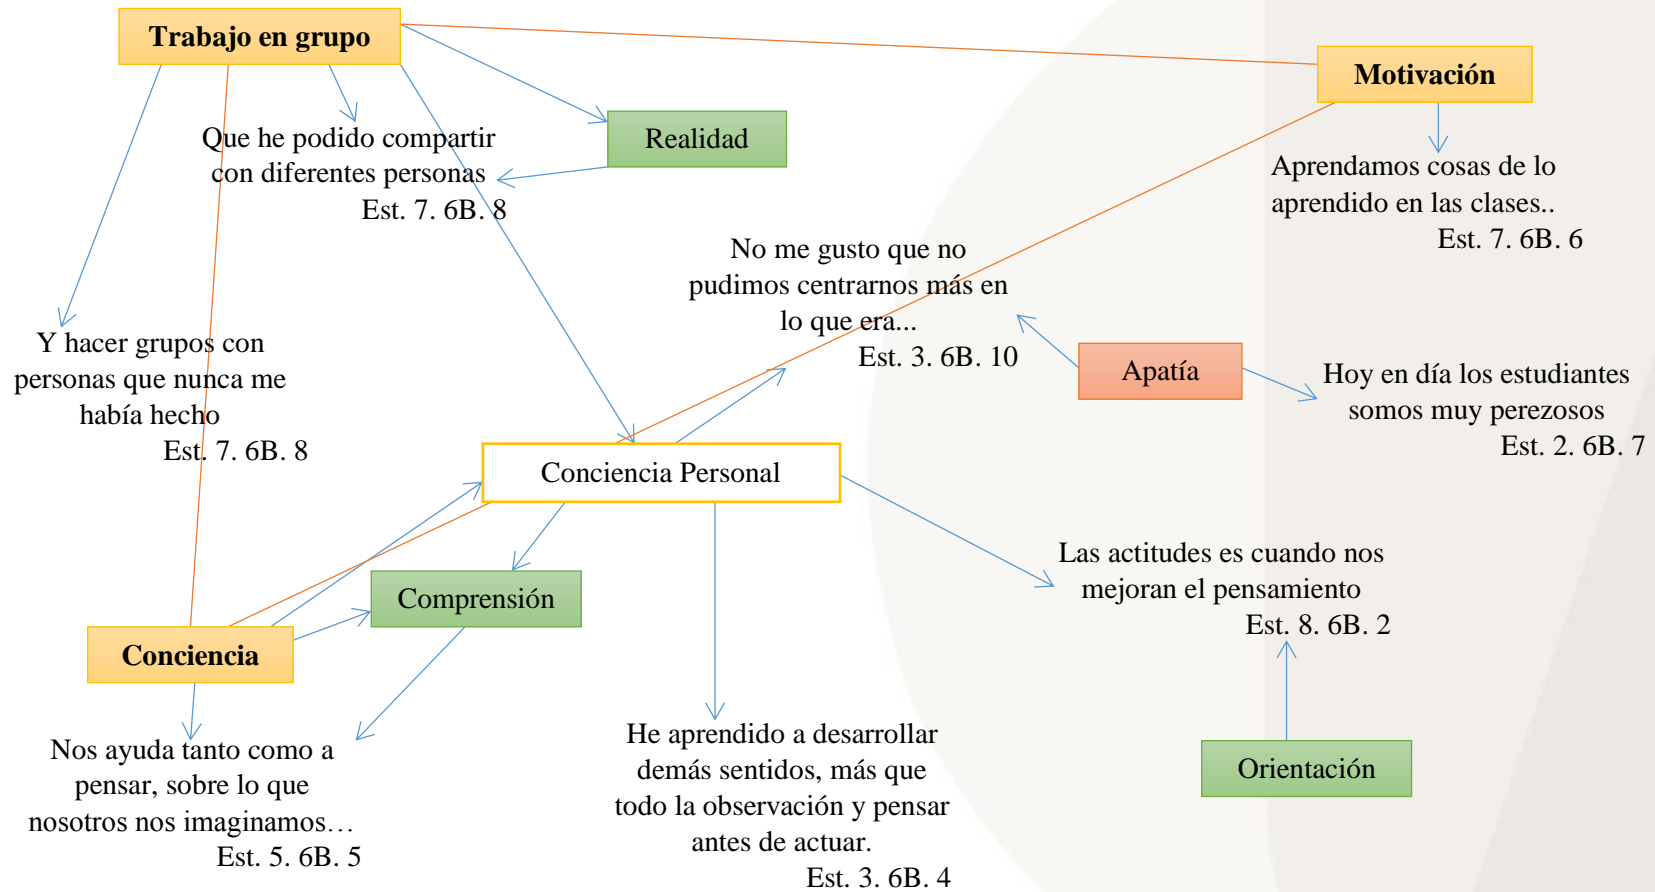 Trabajo en grupo
Motivación
Que he podido compartir
con diferentes personas
Est. 7. 6B. 8
Realidad
Aprendamos cosas de lo
aprendido en las clases..
Est. 7. 6B. 6
No me gusto que no
pudimos centrarnos más en
lo que era...
Est. 3. 6B. 10
Y hacer grupos con
personas que nunca me
había hecho
Est. 7. 6B. 8
Apatía
Hoy en día los estudiantes
somos muy perezosos
Est. 2. 6B. 7
Conciencia Personal
Las actitudes es cuando nos
mejoran el pensamiento
Est. 8. 6B. 2
Comprensión
Conciencia
Nos ayuda tanto como a
pensar, sobre lo que
nosotros nos imaginamos…
Est. 5. 6B. 5
He aprendido a desarrollar
demás sentidos, más que
todo la observación y pensar
antes de actuar.
Est. 3. 6B. 4
Orientación